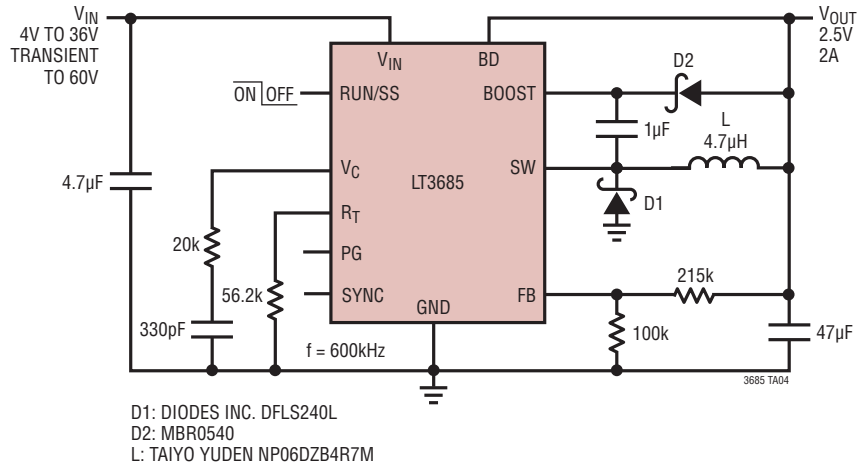 VIN
4V TO 36V
TRANSIENT
TO 60V
VOUT
2.5V
2A
VIN
BD
ON OFF
RUN/SS
BOOST
D2
1µF
L
4.7µH
4.7µF
VC
LT3685
SW
D1
20k
RT
PG
56.2k
SYNC
FB
215k
GND
330pF
f = 600kHz
100k
47µF
3685 TA04
D1: DIODES INC. DFLS240L
D2: MBR0540
L: TAIYO YUDEN NP06DZB4R7M